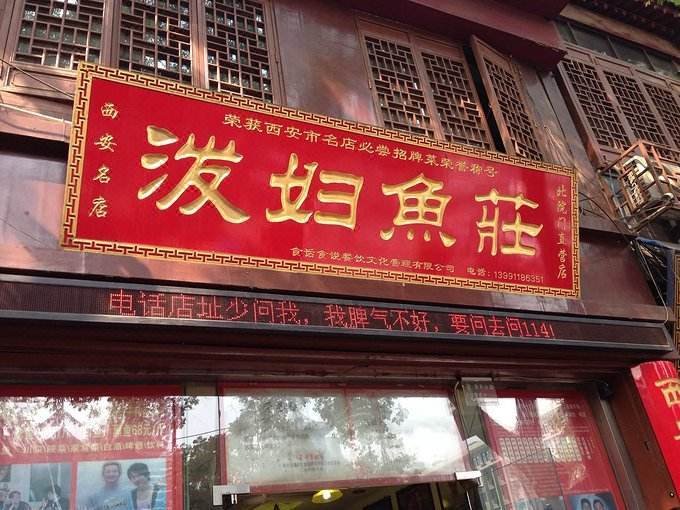 荣获西安市名店必尝招牌菜荣誉称号
西安名店
泼妇魚莊
北院门直营店
食话食说餐饮文化管理有限公司 电话:13991186351
电话店址少问我，我脾气不好，要问去问114!